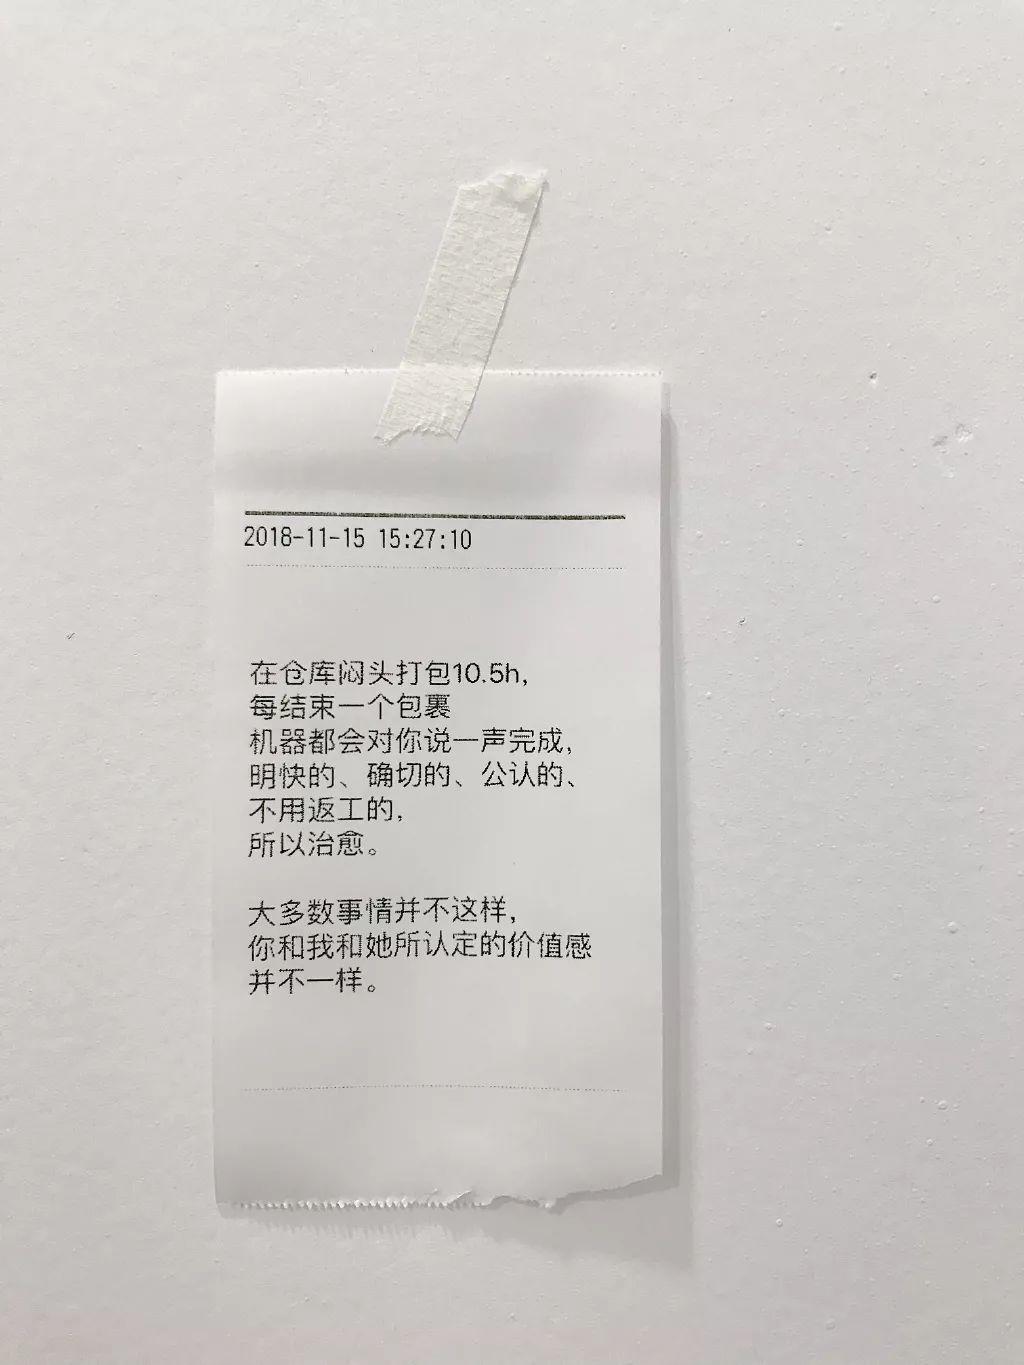 2018-11-15 15:27:10
在仓库闷头打包10.5h,
每结束一个包裹
机器都会对你说一声完成,
明快的、确切的、公认的、
不用返工的,
所以治愈。
大多数事情并不这样,
你和我和她所认定的价值感
并不一样。